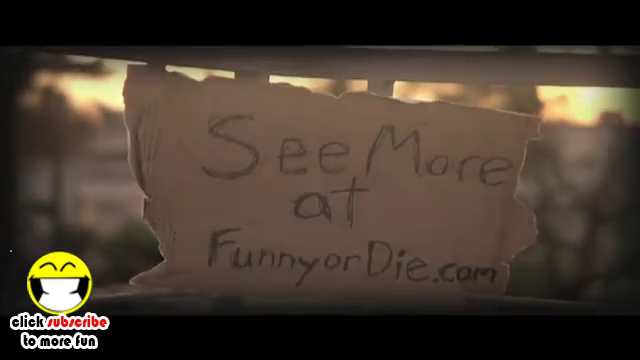 See More
at
FunnyorDie.com
click subscribe
to more fun